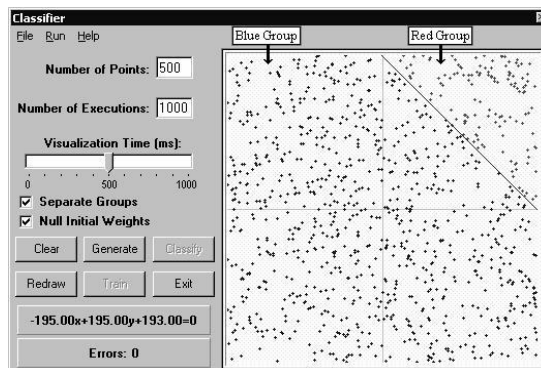 Classifier
File Run Help
Blue Group
Red Group
Number of Points: 500
Number of Executions: 1000
Visualization Time (ms):
0 500 1000
Separate Groups
Null Initial Weights
Clear Generate Classify
Redraw Train Exit
-195.00x+195.00y+193.00=0
Errors: 0